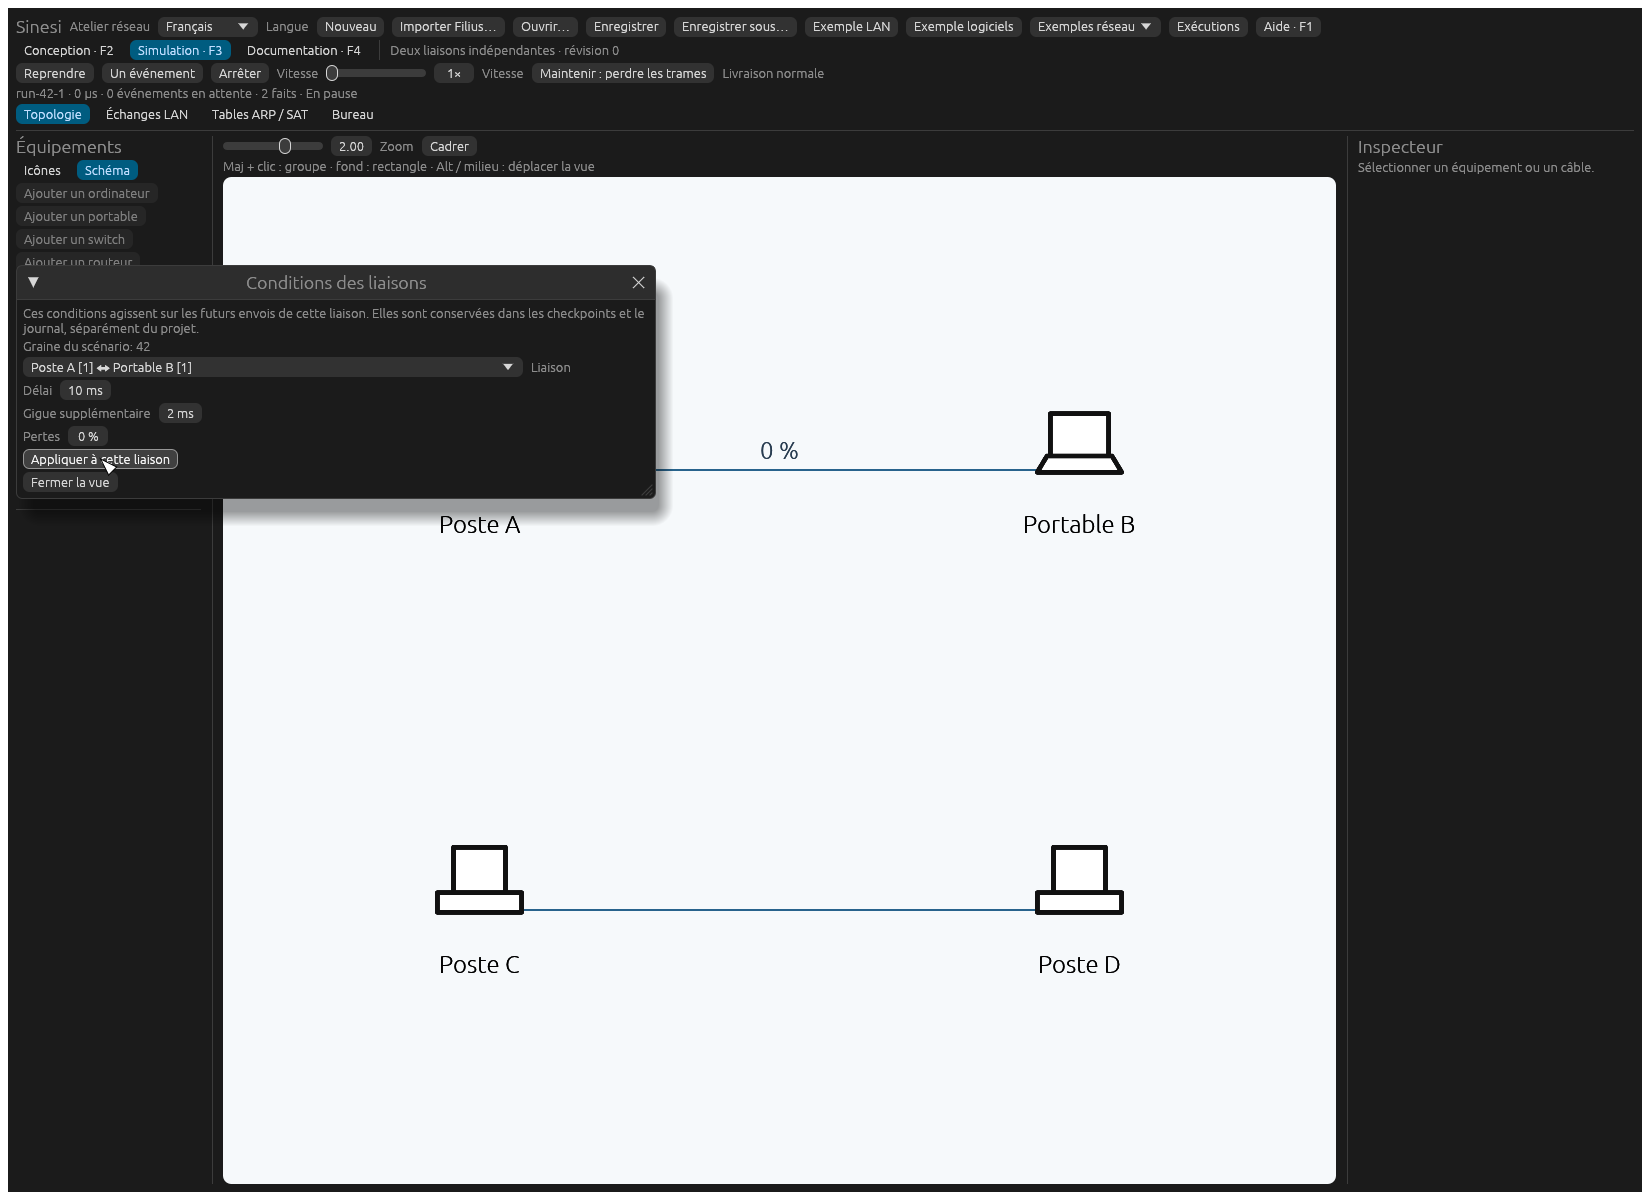 Sinesi Atelier réseau Français Langue Nouveau Importer Filius… Ouvrir… Enregistrer Enregistrer sous… Exemple LAN Exemple logiciels Exemples réseau Exécutions Aide · F1
Conception · F2 Simulation · F3 Documentation · F4 Deux liaisons indépendantes · révision 0
Reprendre Un événement Arrêter Vitesse 1× Vitesse Maintenir : perdre les trames Livraison normale
run-42-1 · 0 µs · 0 événements en attente · 2 faits · En pause
Topologie Échanges LAN Tables ARP / SAT Bureau
Équipements
Icônes Schéma
Ajouter un ordinateur
Ajouter un portable
Ajouter un switch
Ajouter un routeur
2.00 Zoom Cadrer
Maj + clic : groupe · fond : rectangle · Alt / milieu : déplacer la vue
Inspecteur
Sélectionner un équipement ou un câble.
Conditions des liaisons
Ces conditions agissent sur les futurs envois de cette liaison. Elles sont conservées dans les checkpoints et le
journal, séparément du projet.
Graine du scénario: 42
Poste A [1] ⬌ Portable B [1] Liaison
Délai 10 ms
Gigue supplémentaire 2 ms
Pertes 0 %
Appliquer à cette liaison
Fermer la vue
0 %
Poste A
Portable B
Poste C
Poste D